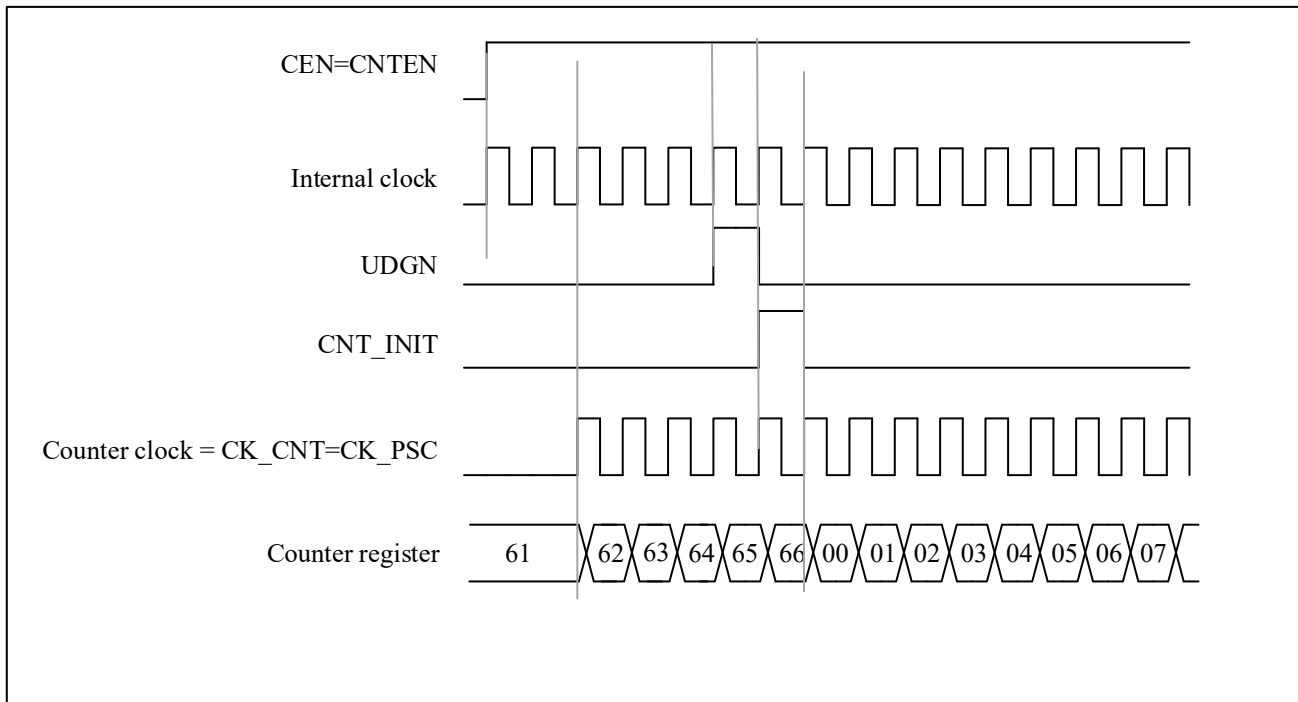 CEN=CNTEN
Internal clock
UDGN
CNT_INIT
Counter clock = CK_CNT=CK_PSC
Counter register 61 62 63 64 65 66 00 01 02 03 04 05 06 07